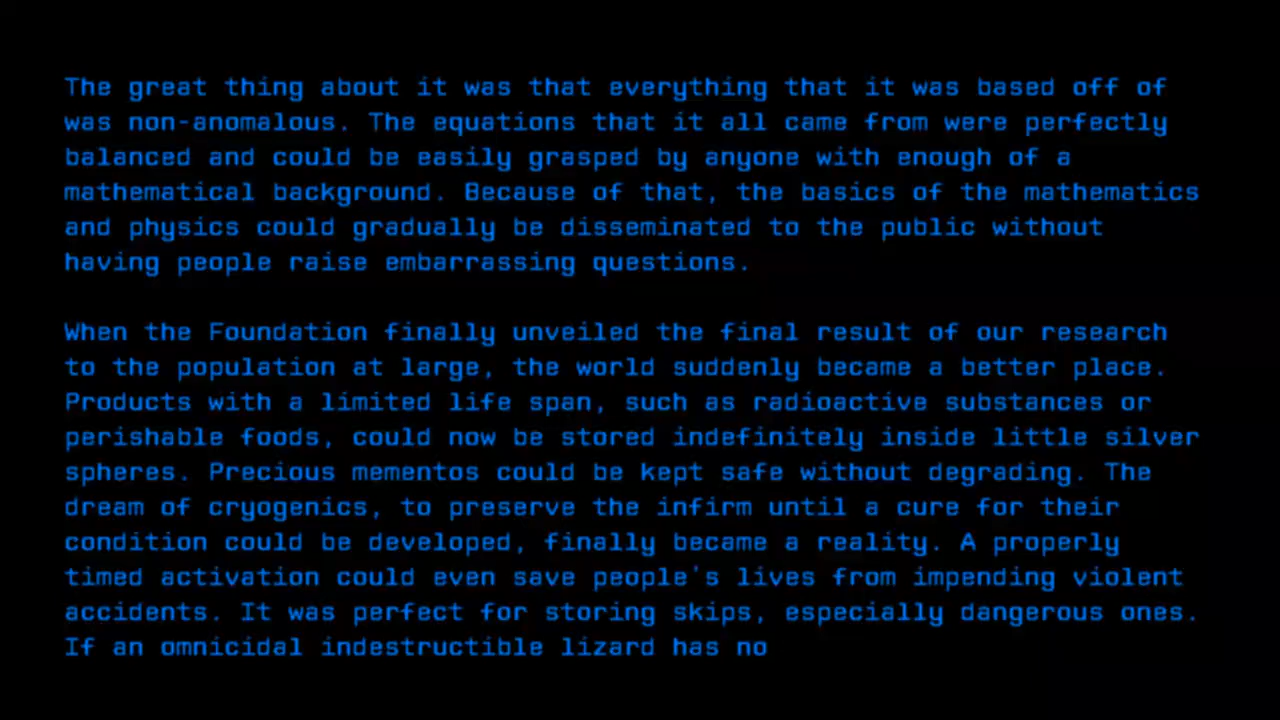 The great thing about it was that everything that it was based off of
was non-anomalous. The equations that it all came from were perfectly
balanced and could be easily grasped by anyone with enough of a
mathematical background. Because of that, the basics of the mathematics
and physics could gradually be disseminated to the public without
having people raise embarrassing questions.
When the Foundation finally unveiled the final result of our research
to the population at large, the world suddenly became a better place.
Products with a limited life span, such as radioactive substances or
perishable foods, could now be stored indefinitely inside little silver
spheres. Precious mementos could be kept safe without degrading. The
dream of cryogenics, to preserve the infirm until a cure for their
condition could be developed, finally became a reality. A properly
timed activation could even save people's lives from impending violent
accidents. It was perfect for storing skips, especially dangerous ones.
If an omnicidal indestructible lizard has no